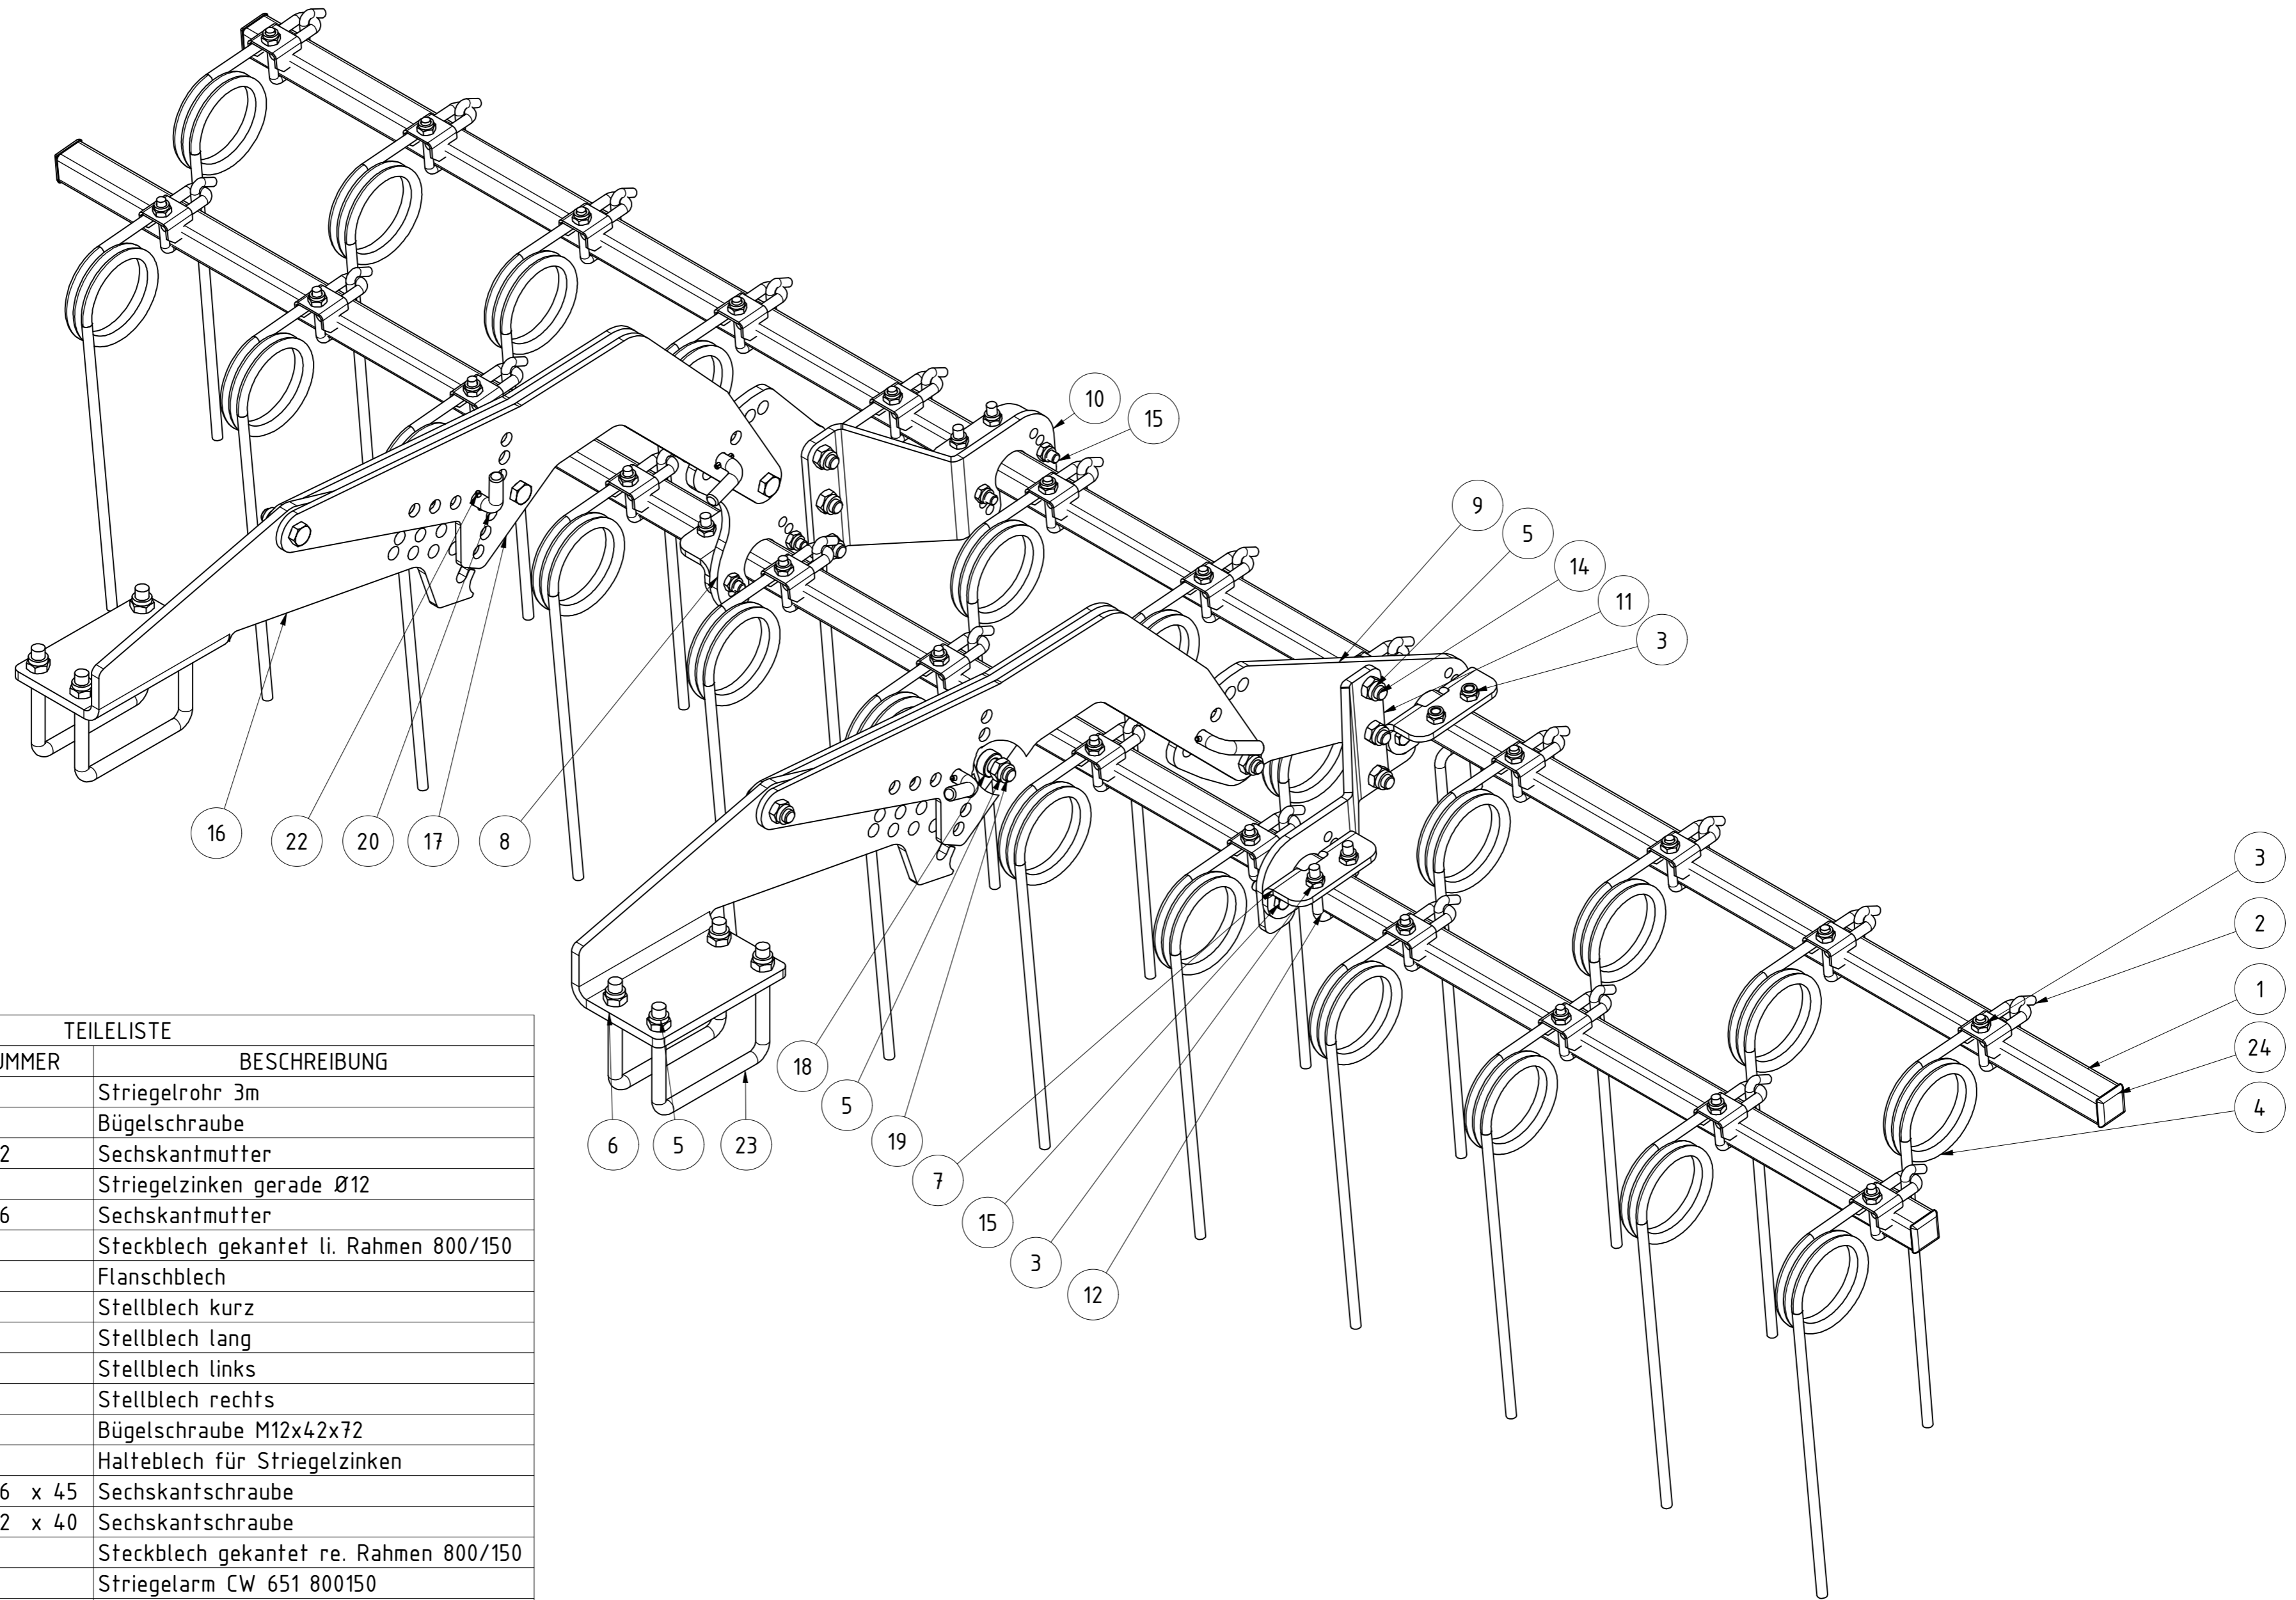 10
15
9
5
14
11
3
16
22
20
17
8
3
2
1
24
4
18
5
19
6
5
23
7
15
3
12
TEILELISTE
UMMER BESCHREIBUNG
Striegelrohr 3m
Bügelschraube
2 Sechskantmutter
Striegelzinken gerade Ø12
6 Sechskantmutter
Steckblech gekantet li. Rahmen 800/150
Flanschblech
Stellblech kurz
Stellblech lang
Stellblech links
Stellblech rechts
Bügelschraube M12x42x72
Halteblech für Striegelzinken
6 x 45 Sechskantschraube
2 x 40 Sechskantschraube
Steckblech gekantet re. Rahmen 800/150
Striegelarm CW 651 800150